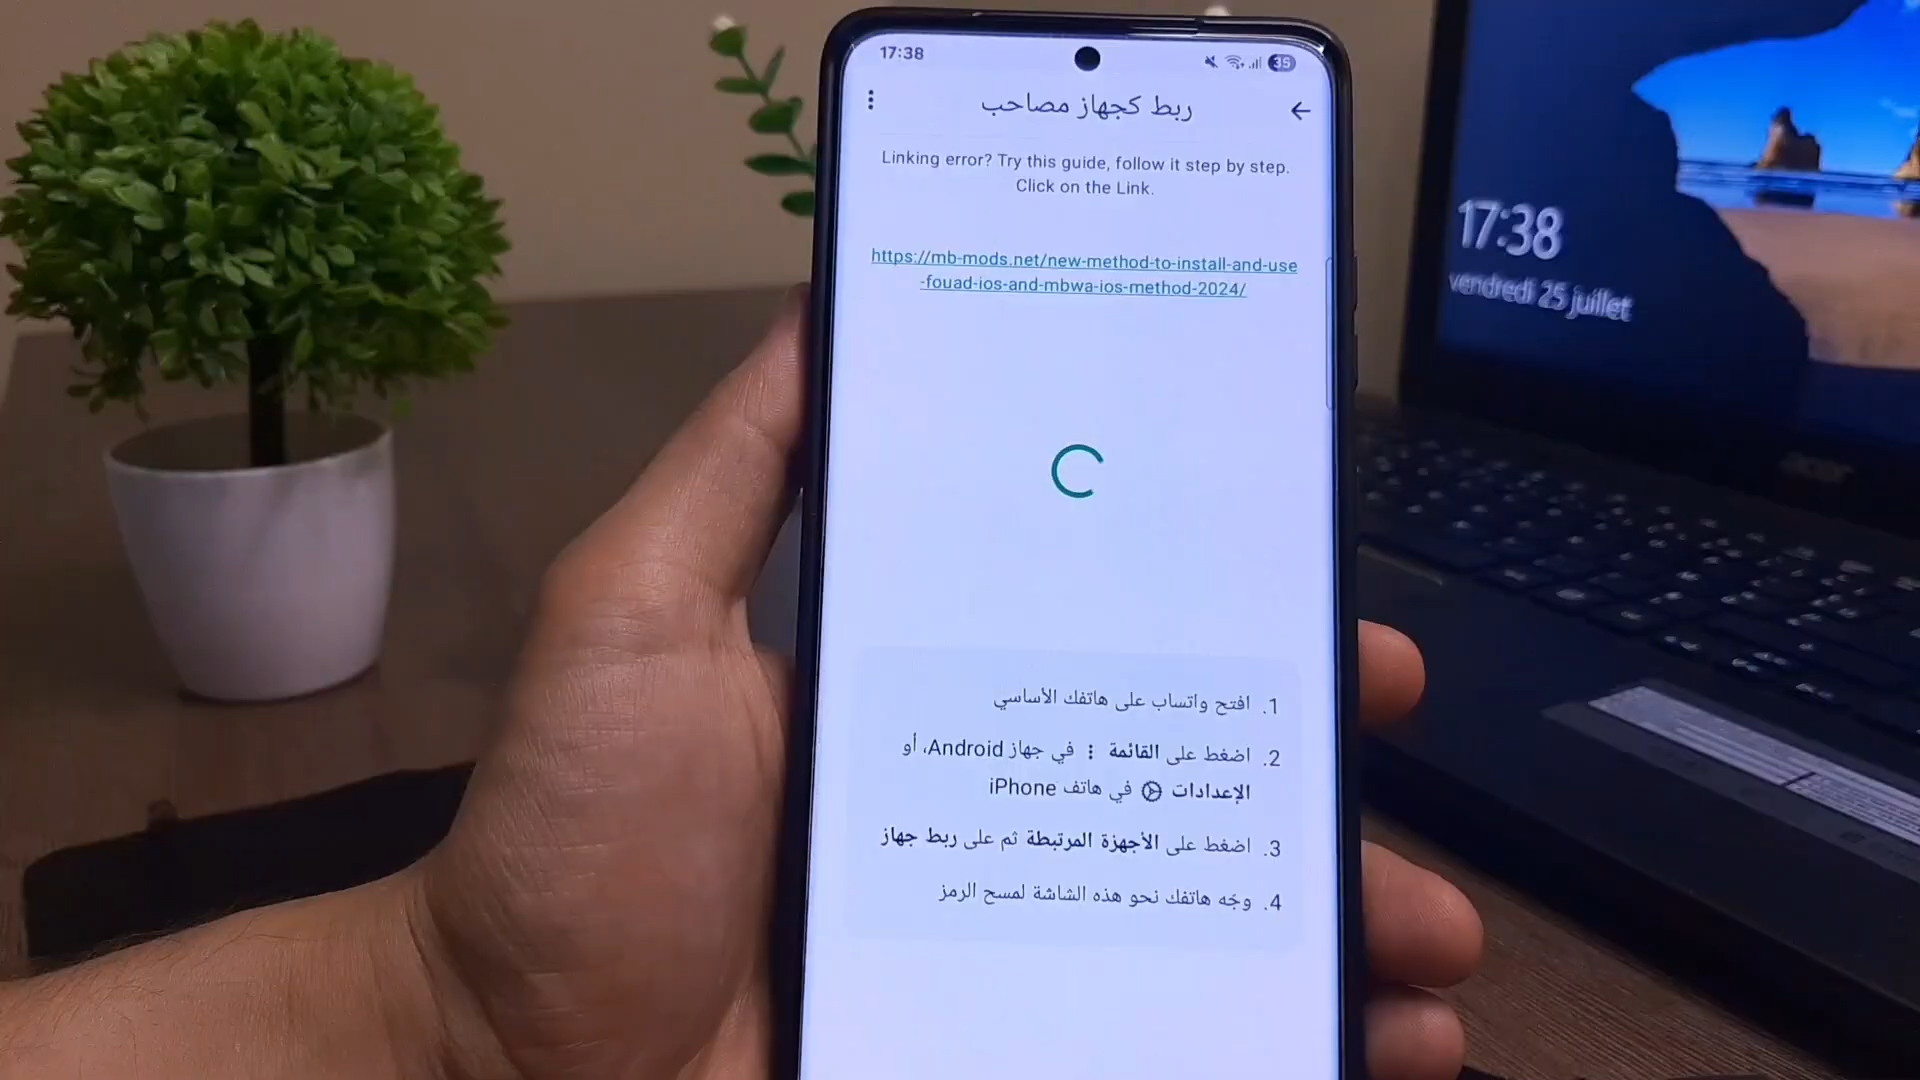 17:38
35
ربط كجهاز مصاحب
Linking error? Try this guide, follow it step by step.
Click on the Link.
https://mb-mods.net/new-method-to-install-and-use
-fouad-ios-and-mbwa-ios-method-2024/
1. افتح واتساب على هاتفك الأساسي
2. اضغط على القائمة في جهاز Android، أو
الإعدادات في هاتف iPhone
3. اضغط على الأجهزة المرتبطة ثم على ربط جهاز
4. وجّه هاتفك نحو هذه الشاشة لمسح الرمز
17:38
vendredi 25 juillet
acer